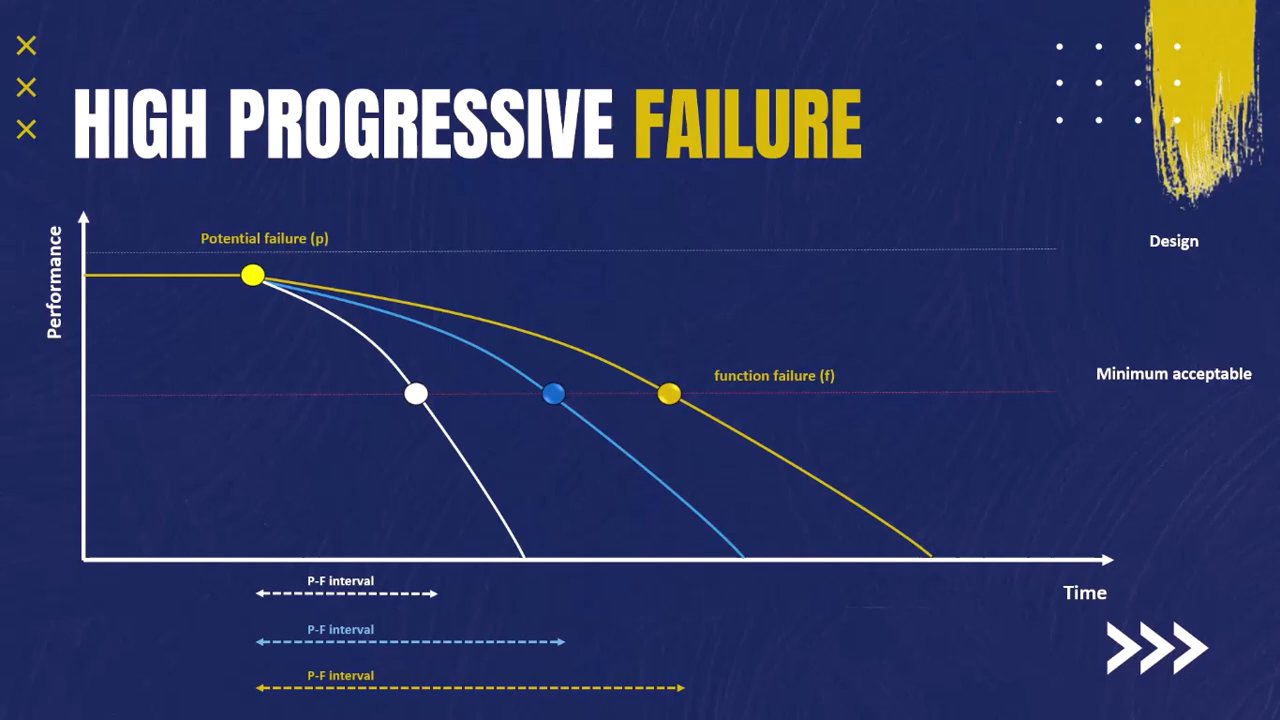 HIGH PROGRESSIVE FAILURE
Performance
Potential failure (p)
Design
function failure (f)
Minimum acceptable
P-F interval
Time
P-F interval
P-F interval